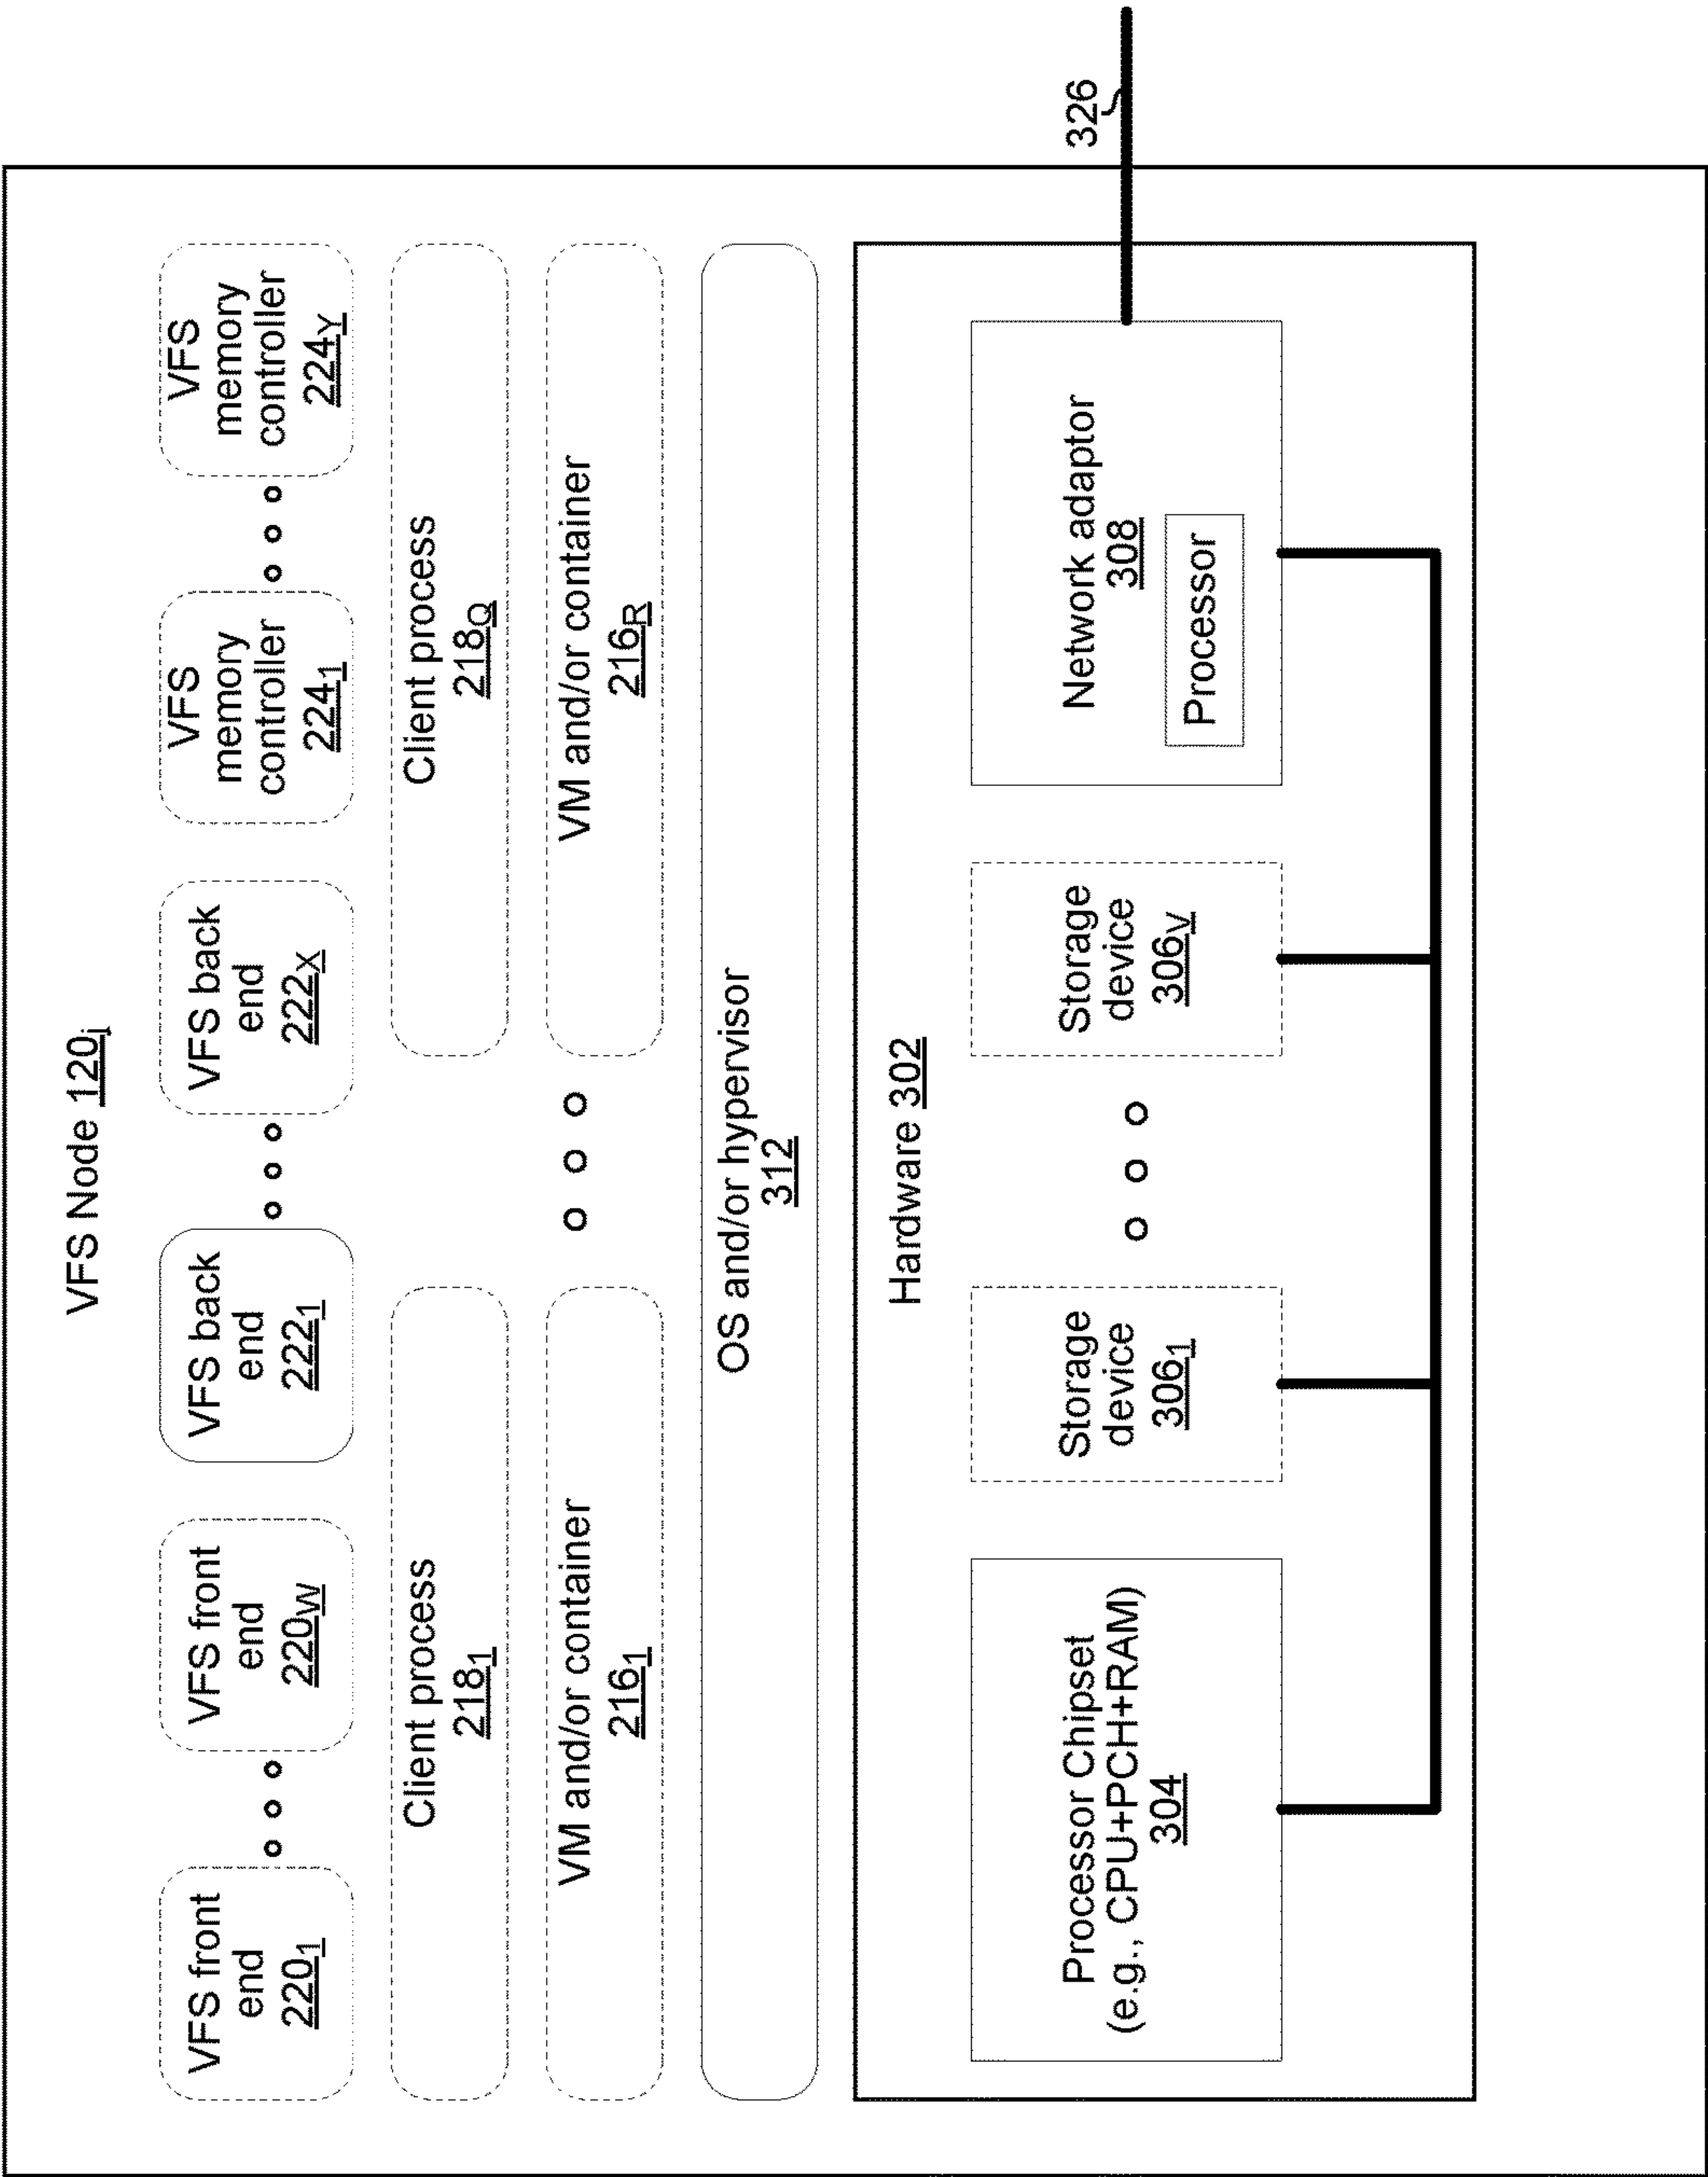 VFS Node 120j
VFS front
end
220₁
VFS front
end
220W
VFS back
end
222₁
VFS back
end
222X
VFS
memory
controller
224₁
VFS
memory
controller
224Y
Client process
218₁
Client process
218Q
VM and/or container
216₁
VM and/or container
216R
OS and/or hypervisor
312
Hardware 302
Processor Chipset
(e.g., CPU+PCH+RAM)
304
Storage
device
306₁
Storage
device
306V
Network adaptor
308
Processor
326